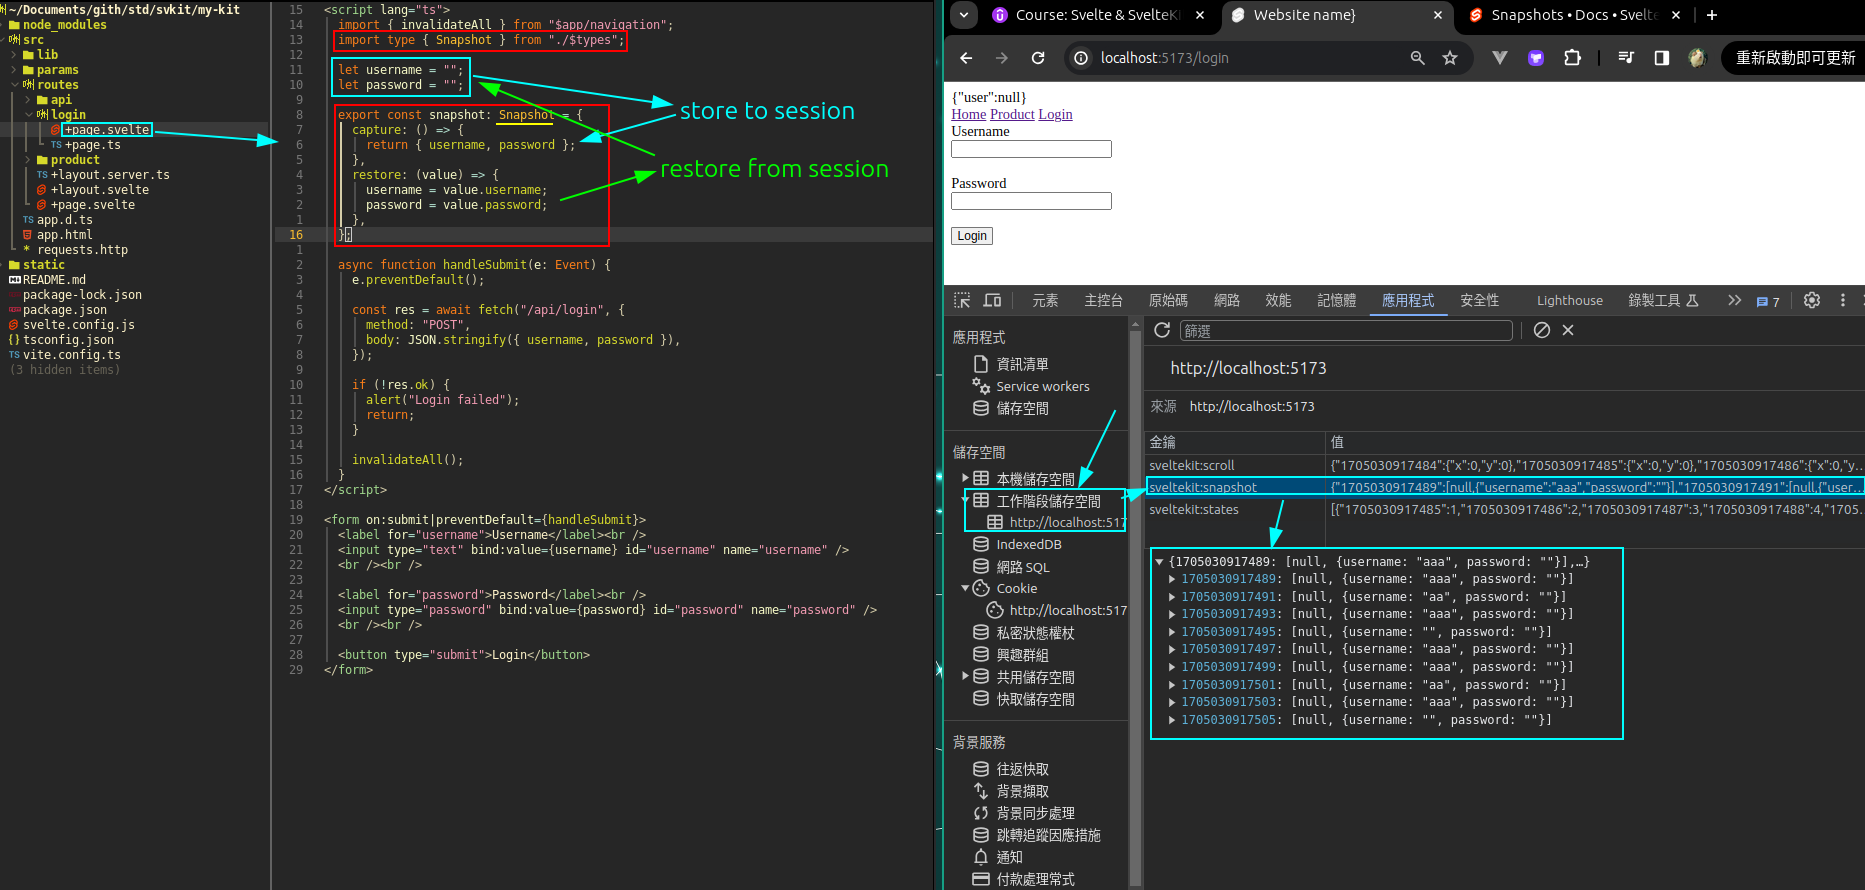 ~/Documents/gith/std/svkit/my-kit
node_modules
src
lib
params
routes
api
login
+page.svelte
TS +page.ts
product
TS +layout.server.ts
+layout.svelte
+page.svelte
TS app.d.ts
app.html
* requests.http
static
README.md
package-lock.json
package.json
svelte.config.js
{} tsconfig.json
TS vite.config.ts
(3 hidden items)
15 <script lang="ts">
14 import { invalidateAll } from "$app/navigation";
13 import type { Snapshot } from "./$types";
12
11 let username = "";
10 let password = "";
9
8 export const snapshot: Snapshot = {
7 capture: () => {
6 return { username, password };
5 },
4 restore: (value) => {
3 username = value.username;
2 password = value.password;
1 },
16 };
1
2 async function handleSubmit(e: Event) {
3 e.preventDefault();
4
5 const res = await fetch("/api/login", {
6 method: "POST",
7 body: JSON.stringify({ username, password }),
8 });
9
10 if (!res.ok) {
11 alert("Login failed");
12 return;
13 }
14
15 invalidateAll();
16 }
17 </script>
18
19 <form on:submit|preventDefault={handleSubmit}>
20 <label for="username">Username</label><br />
21 <input type="text" bind:value={username} id="username" name="username" />
22 <br /><br />
23
24 <label for="password">Password</label><br />
25 <input type="password" bind:value={password} id="password" name="password" />
26 <br /><br />
27
28 <button type="submit">Login</button>
29 </form>
store to session
restore from session
Course: Svelte & SvelteKi
Website name}
Snapshots • Docs • Svelte
localhost:5173/login
重新啟動即可更新
{"user":null}
Home Product Login
Username
Password
Login
元素 主控台 原始碼 網路 效能 記憶體 應用程式 安全性 Lighthouse 錄製工具 7
應用程式
資訊清單
Service workers
儲存空間
儲存空間
本機儲存空間
工作階段儲存空間
http://localhost:517
IndexedDB
網路 SQL
Cookie
http://localhost:517
私密狀態權杖
興趣群組
共用儲存空間
快取儲存空間
背景服務
往返快取
背景擷取
背景同步處理
跳轉追蹤因應措施
通知
付款處理常式
篩選
http://localhost:5173
來源 http://localhost:5173
金鑰 值
sveltekit:scroll {"1705030917484":{"x":0,"y":0},"1705030917485":{"x":0,"y":0},"1705030917486":{"x":0,"y...
sveltekit:snapshot {"1705030917489":[null,{"username":"aaa","password":""}],"1705030917491":[null,{"user...
sveltekit:states [{"1705030917485":1,"1705030917486":2,"1705030917487":3,"1705030917488":4,"1705...
{1705030917489: [null, {username: "aaa", password: ""}],…}
1705030917489: [null, {username: "aaa", password: ""}]
1705030917491: [null, {username: "aa", password: ""}]
1705030917493: [null, {username: "aaa", password: ""}]
1705030917495: [null, {username: "", password: ""}]
1705030917497: [null, {username: "aaa", password: ""}]
1705030917499: [null, {username: "aaa", password: ""}]
1705030917501: [null, {username: "aa", password: ""}]
1705030917503: [null, {username: "aaa", password: ""}]
1705030917505: [null, {username: "", password: ""}]